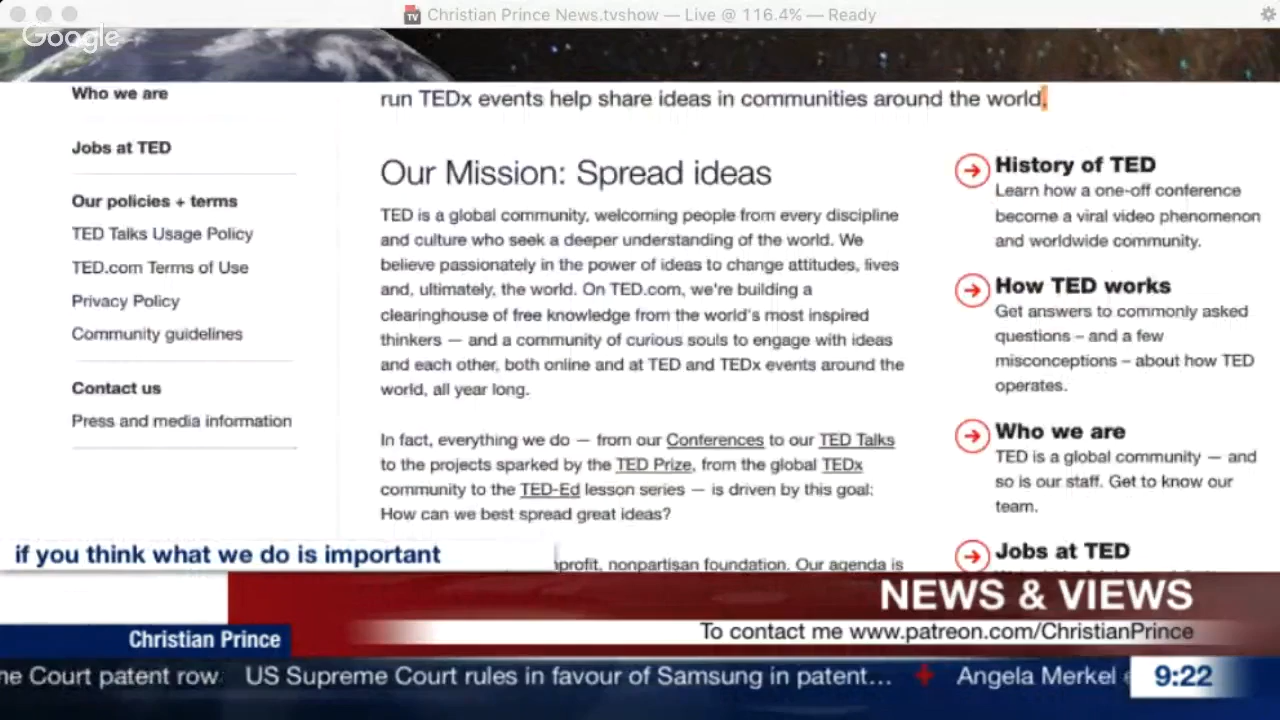 Christian Prince News.tvshow — Live @ 116.4% — Ready
Google
Who we are
Jobs at TED
Our policies + terms
TED Talks Usage Policy
TED.com Terms of Use
Privacy Policy
Community guidelines
Contact us
Press and media information
run TEDx events help share ideas in communities around the world.
Our Mission: Spread ideas
TED is a global community, welcoming people from every discipline
and culture who seek a deeper understanding of the world. We
believe passionately in the power of ideas to change attitudes, lives
and, ultimately, the world. On TED.com, we're building a
clearinghouse of free knowledge from the world's most inspired
thinkers — and a community of curious souls to engage with ideas
and each other, both online and at TED and TEDx events around the
world, all year long.
In fact, everything we do — from our Conferences to our TED Talks
to the projects sparked by the TED Prize, from the global TEDx
community to the TED-Ed lesson series — is driven by this goal:
How can we best spread great ideas?
profit, nonpartisan foundation. Our agenda is
History of TED
Learn how a one-off conference
become a viral video phenomenon
and worldwide community.
How TED works
Get answers to commonly asked
questions – and a few
misconceptions – about how TED
operates.
Who we are
TED is a global community — and
so is our staff. Get to know our
team.
Jobs at TED
if you think what we do is important
NEWS & VIEWS
To contact me www.patreon.com/ChristianPrince
Christian Prince
ne Court patent row US Supreme Court rules in favour of Samsung in patent... Angela Merkel
9:22